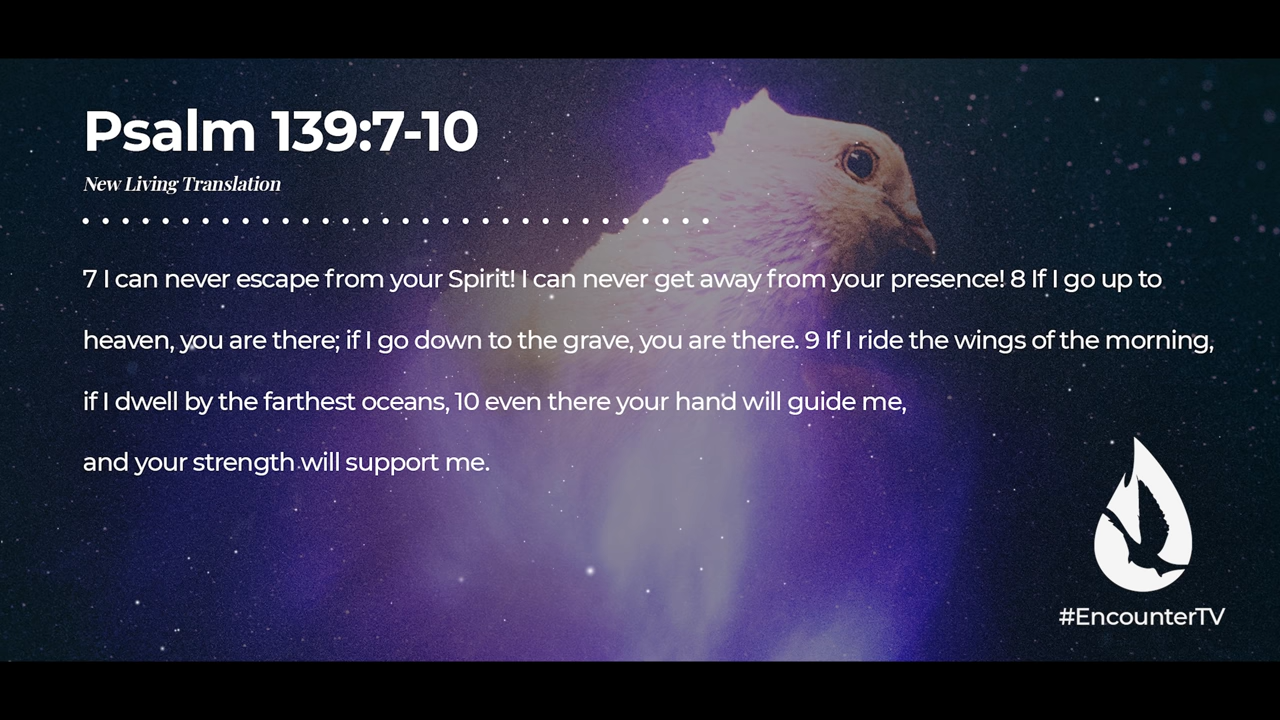 Psalm 139:7-10
New Living Translation
7 I can never escape from your Spirit! I can never get away from your presence! 8 If I go up to
heaven, you are there; if I go down to the grave, you are there. 9 If I ride the wings of the morning,
if I dwell by the farthest oceans, 10 even there your hand will guide me,
and your strength will support me.
#EncounterTV